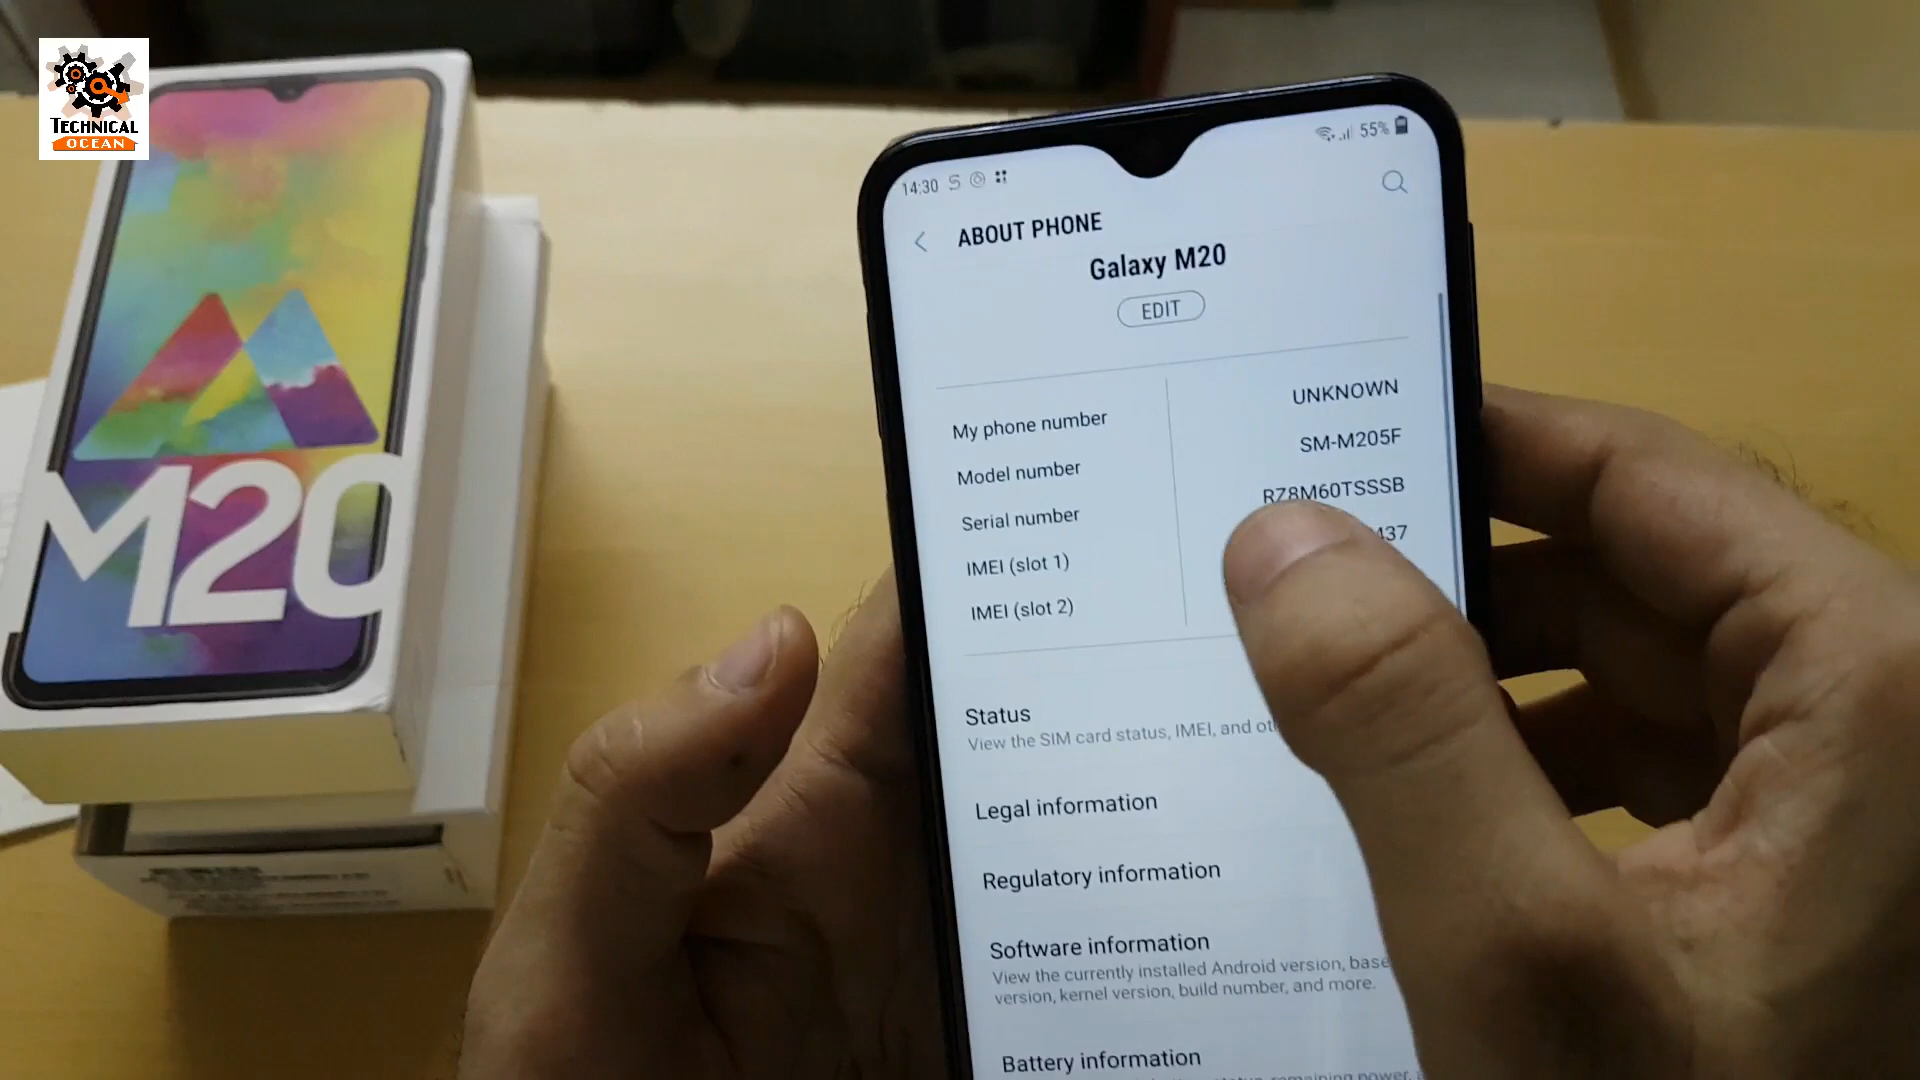 TECHNICAL
OCEAN
M20
14:30
55%
ABOUT PHONE
Galaxy M20
EDIT
My phone number UNKNOWN
Model number SM-M205F
Serial number RZ8M60TSSSB
IMEI (slot 1) 437
IMEI (slot 2)
Status
View the SIM card status, IMEI, and
Legal information
Regulatory information
Software information
View the currently installed Android version,
version, kernel version, build number, and more.
Battery information
remaining power,